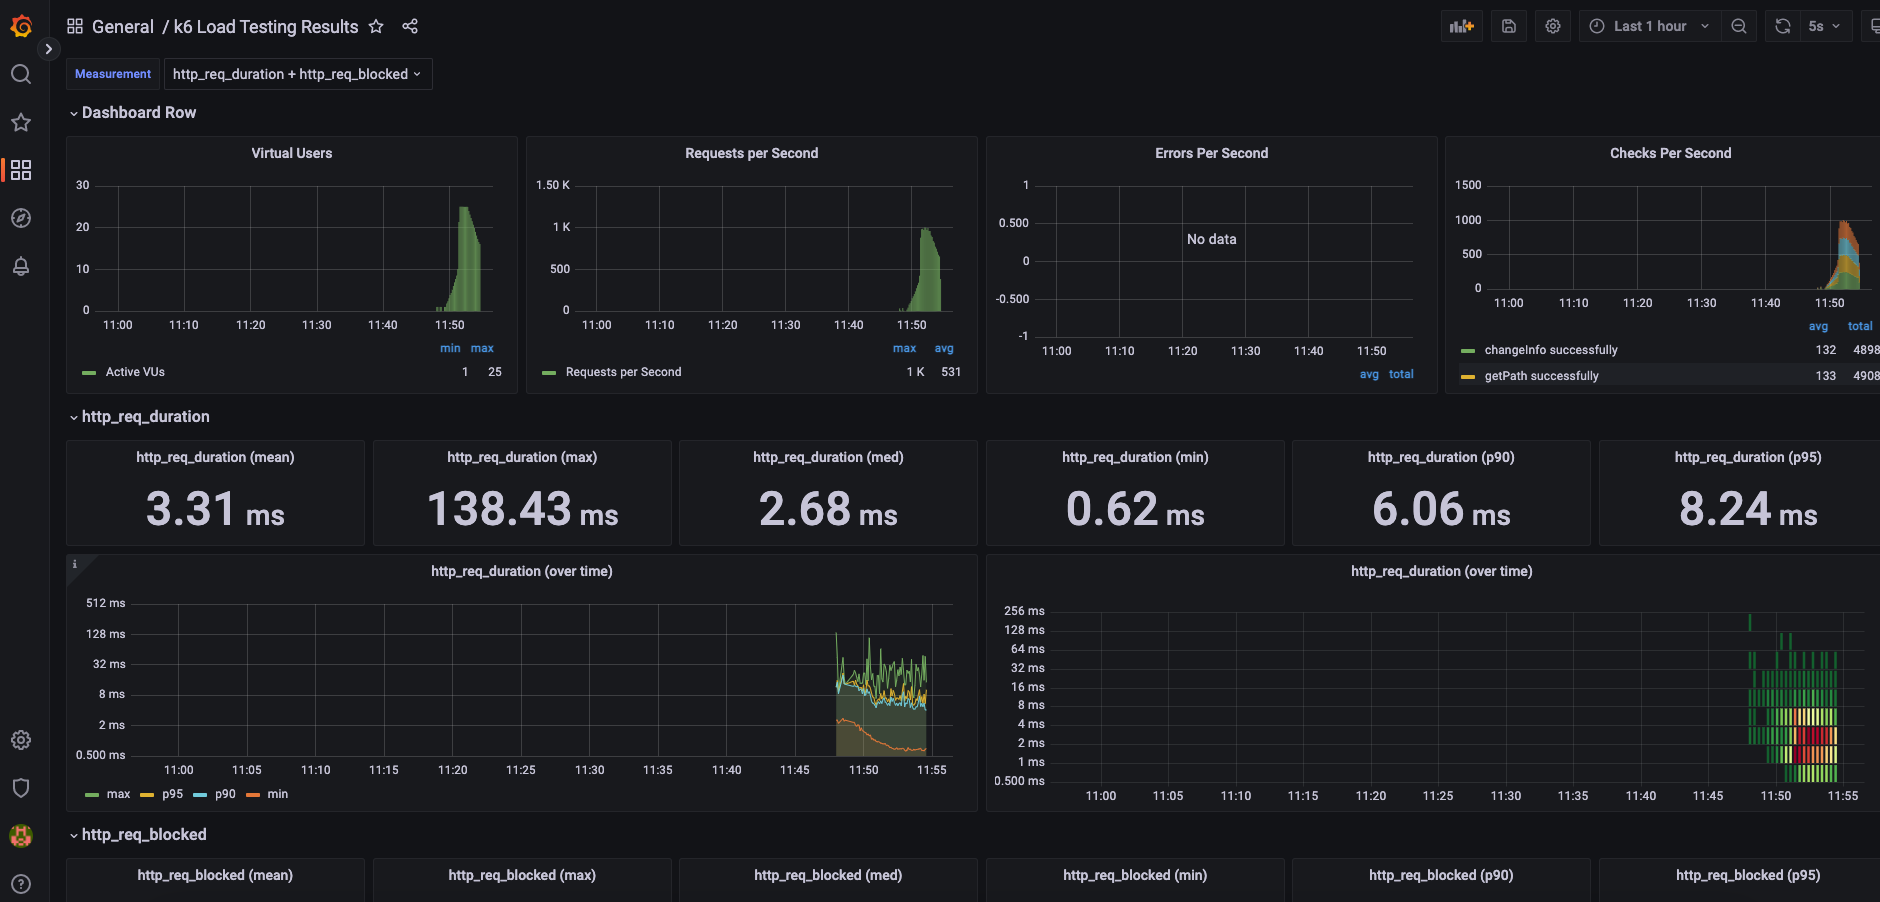 General / k6 Load Testing Results
Last 1 hour
5s
Measurement
http_req_duration + http_req_blocked
Dashboard Row
Virtual Users
30
20
10
0
11:00 11:10 11:20 11:30 11:40 11:50
min max
Active VUs 1 25
Requests per Second
1.50 K
1 K
500
0
11:00 11:10 11:20 11:30 11:40 11:50
max avg
Requests per Second 1 K 531
Errors Per Second
1
0.500
0
-0.500
-1
No data
11:00 11:10 11:20 11:30 11:40 11:50
avg total
Checks Per Second
1500
1000
500
0
11:00 11:10 11:20 11:30 11:40 11:50
avg total
changeInfo successfully 132 4898
getPath successfully 133 4908
http_req_duration
http_req_duration (mean)
3.31 ms
http_req_duration (max)
138.43 ms
http_req_duration (med)
2.68 ms
http_req_duration (min)
0.62 ms
http_req_duration (p90)
6.06 ms
http_req_duration (p95)
8.24 ms
i
http_req_duration (over time)
512 ms
128 ms
32 ms
8 ms
2 ms
0.500 ms
11:00 11:05 11:10 11:15 11:20 11:25 11:30 11:35 11:40 11:45 11:50 11:55
max p95 p90 min
http_req_duration (over time)
256 ms
128 ms
64 ms
32 ms
16 ms
8 ms
4 ms
2 ms
1 ms
0.500 ms
11:00 11:05 11:10 11:15 11:20 11:25 11:30 11:35 11:40 11:45 11:50 11:55
http_req_blocked
http_req_blocked (mean)
http_req_blocked (max)
http_req_blocked (med)
http_req_blocked (min)
http_req_blocked (p90)
http_req_blocked (p95)